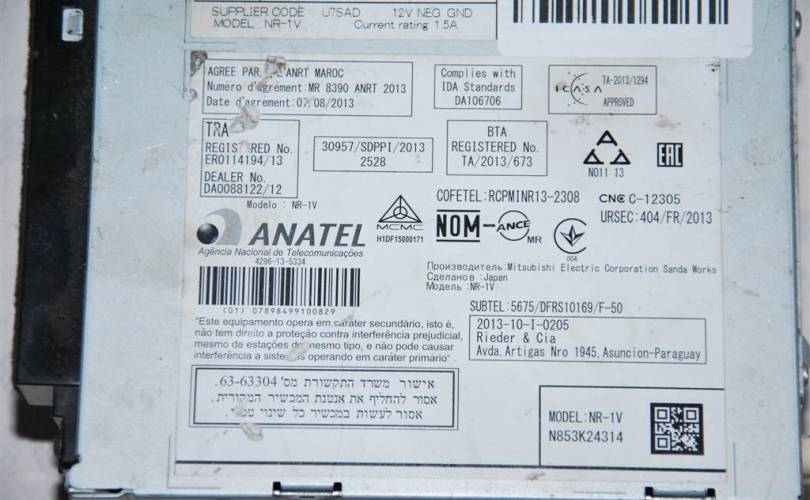 SUPPLIER CODE U7SAD 12V NEG GND
MODEL: NR-1V Current rating 1.5A
AGREE PAR ANRT MAROC
Numéro d'agrément:MR 8390 ANRT 2013
Date d'agrément:07/08/2013
Complies with
IDA Standards
DA106706
ICASA
TA-2013/1294
APPROVED
TRA
REGISTERED No.
ER0114194/13
DEALER No.
DA0088122/12
30957/SDPPI/2013
2528
BTA
REGISTERED No.
TA/2013/673
N011 13
EAC
Modelo : NR-1V
ANATEL
Agência Nacional de Telecomunicações
4296-13-5334
MCMC
H1DF15000171
COFETEL:RCPMINR13-2308
CNC C-12305
URSEC:404/FR/2013
NOM-ANCE
MR
004
Производитель:Mitsubishi Electric Corporation Sanda Works
Сделано в :Japan
Модель :NR-1V
(01) 07898499100829
SUBTEL:5675/DFRS10169/F-50
2013-10-I-0205
Rieder & Cia
Avda. Artigas Nro 1945, Asuncion-Paraguay
"Este equipamento opera em caráter secundário, isto é,
não tem direito a proteção contra interferência prejudicial,
mesmo de estações do mesmo tipo, e não pode causar
interferência a sistemas operando em caráter primário".
אישור משרד התקשורת מס' 63-63304.
אסור להחליף את אנטנת המכשיר המקורית.
אסור לעשות במכשיר כל שינוי טכני.
MODEL:NR-1V
N853K24314